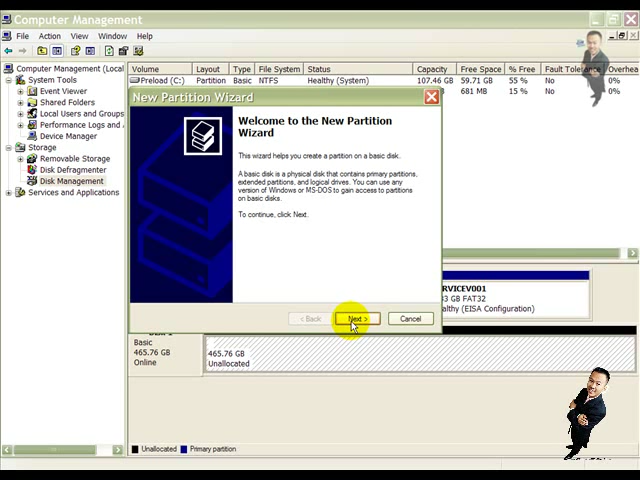 Computer Management
File Action View Window Help
Computer Management (Local
System Tools
Event Viewer
Shared Folders
Local Users and Groups
Performance Logs and A
Device Manager
Storage
Removable Storage
Disk Defragmenter
Disk Management
Services and Applications
Volume Layout Type File System Status Capacity Free Space % Free Fault Tolerance Overhea
Preload (C:) Partition Basic NTFS Healthy (System) 107.46 GB 59.71 GB 55 % 0%
681 MB 15 % 0%
New Partition Wizard
Welcome to the New Partition
Wizard
This wizard helps you create a partition on a basic disk.
A basic disk is a physical disk that contains primary partitions,
extended partitions, and logical drives. You can use any
version of Windows or MS-DOS to gain access to partitions
on basic disks.
To continue, click Next.
< Back Next > Cancel
RVICEV001
GB FAT32
althy (EISA Configuration)
Basic
465.76 GB
Online
465.76 GB
Unallocated
Unallocated Primary partition